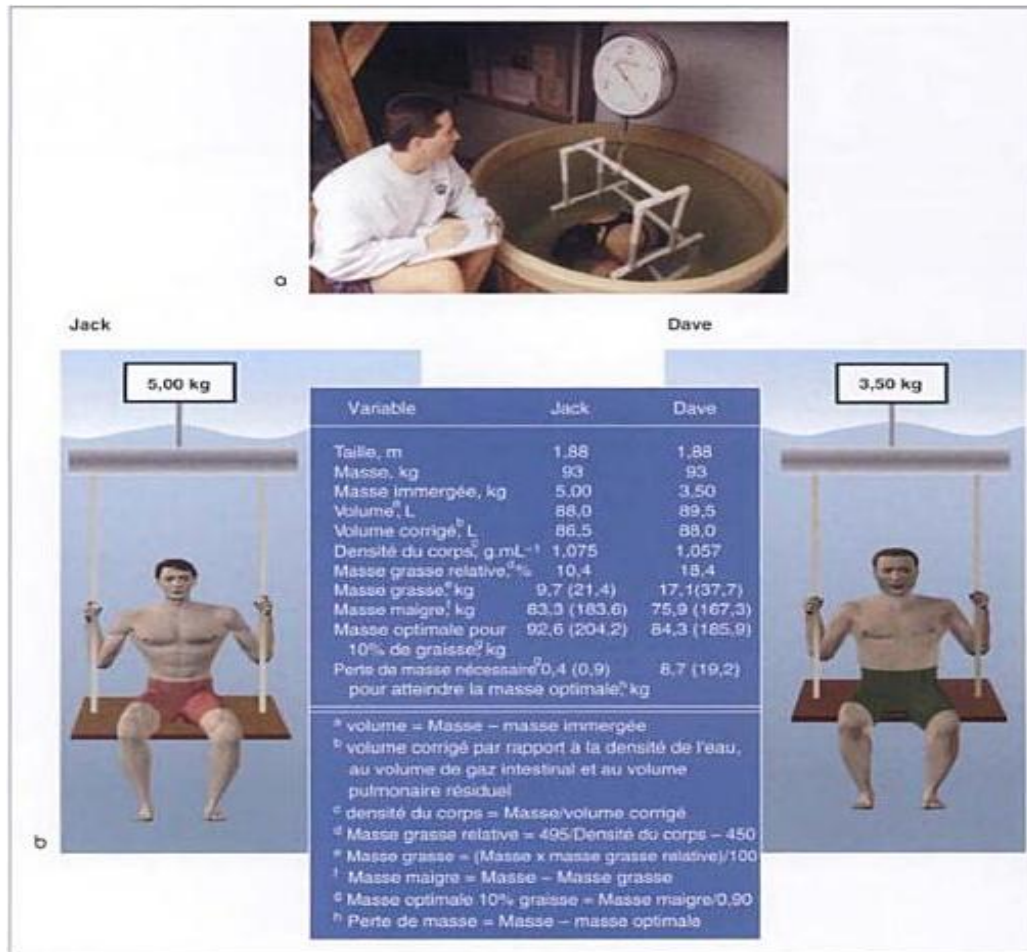 a
Jack
Dave
5,00 kg
3,50 kg
Variable Jack Dave
Taille, m 1,88 1,88
Masse, kg 93 93
Masse immergée, kg 5,00 3,50
Volume,ᵃ L 88,0 89,5
Volume corrigé,ᵇ L 86,5 88,0
Densité du corps,ᶜ g.mL⁻¹ 1,075 1,057
Masse grasse relative,ᵈ% 10,4 18,4
Masse grasse,ᵉ kg 9,7 (21,4) 17,1(37,7)
Masse maigre,ᶠ kg 83,3 (183,6) 75,9 (167,3)
Masse optimale pour 92,6 (204,2) 84,3 (185,9)
10% de graisse,ᵍ kg
Perte de masse nécessaire 0,4 (0,9) 8,7 (19,2)
pour atteindre la masse optimale,ʰ kg
ᵃ volume = Masse – masse immergée
ᵇ volume corrigé par rapport à la densité de l'eau,
au volume de gaz intestinal et au volume
pulmonaire résiduel
ᶜ densité du corps = Masse/volume corrigé
ᵈ Masse grasse relative = 495/Densité du corps – 450
ᵉ Masse grasse = (Masse x masse grasse relative)/100
ᶠ Masse maigre = Masse – Masse grasse
ᵍ Masse optimale 10% graisse = Masse maigre/0,90
ʰ Perte de masse = Masse – masse optimale
b